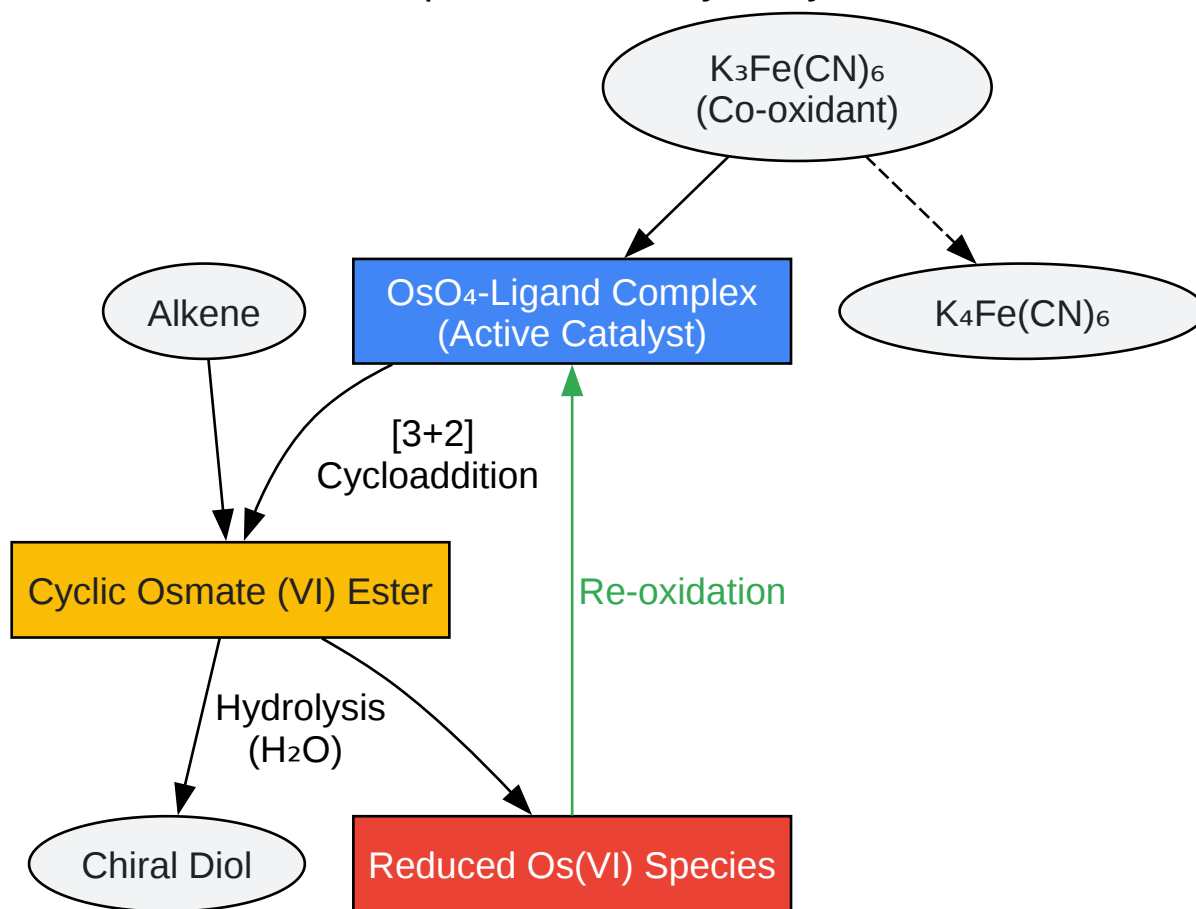 K₃Fe(CN)₆
(Co-oxidant)
Alkene
OsO₄-Ligand Complex
(Active Catalyst)
K₄Fe(CN)₆
[3+2]
Cycloaddition
Cyclic Osmate (VI) Ester
Re-oxidation
Hydrolysis
(H₂O)
Chiral Diol
Reduced Os(VI) Species